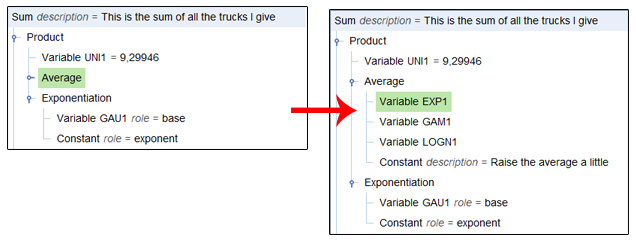 Sum description = This is the sum of all the trucks I give
Product
Variable UNI1 = 9,29946
Average
Exponentiation
Variable GAU1 role = base
Constant role = exponent
Sum description = This is the sum of all the trucks I give
Product
Variable UNI1 = 9,29946
Average
Variable EXP1
Variable GAM1
Variable LOGN1
Constant description = Raise the average a little
Exponentiation
Variable GAU1 role = base
Constant role = exponent